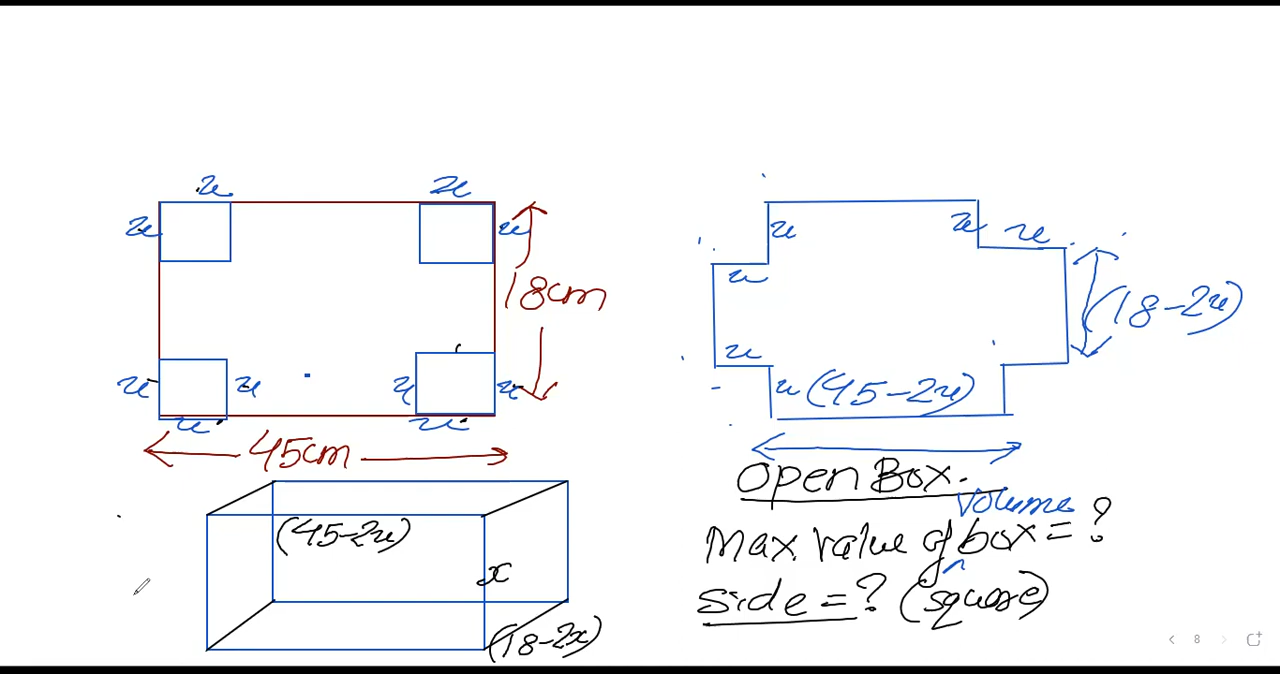 x x
x x
18cm
x x x x
x x
45cm
(45-2x)
x
(18-2x)
x x x
x
(18-2x)
x
x (45-2x)
Open Box.
volume
Max. value of ^ box = ?
side = ? (square)
8